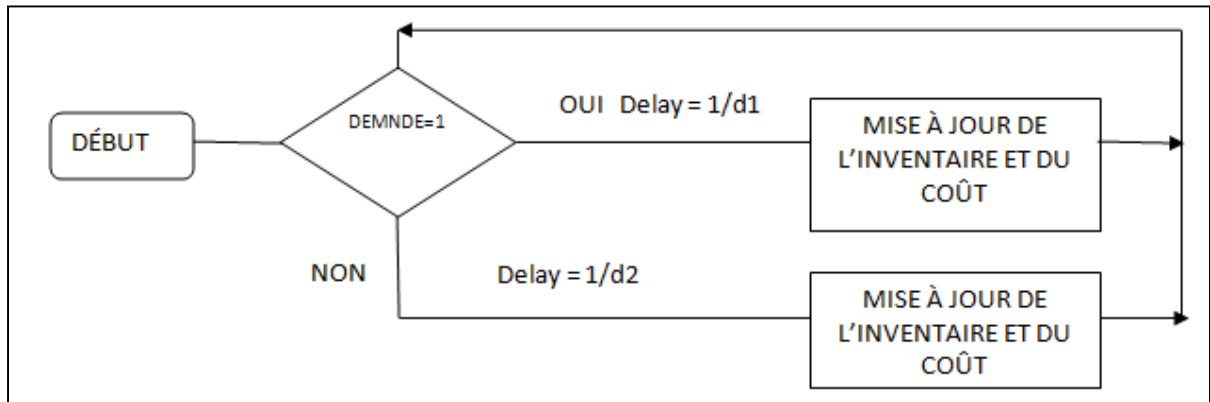 DÉBUT
DEMNDE=1
OUI Delay = 1/d1
MISE À JOUR DE
L'INVENTAIRE ET DU
COÛT
NON
Delay = 1/d2
MISE À JOUR DE
L'INVENTAIRE ET DU
COÛT